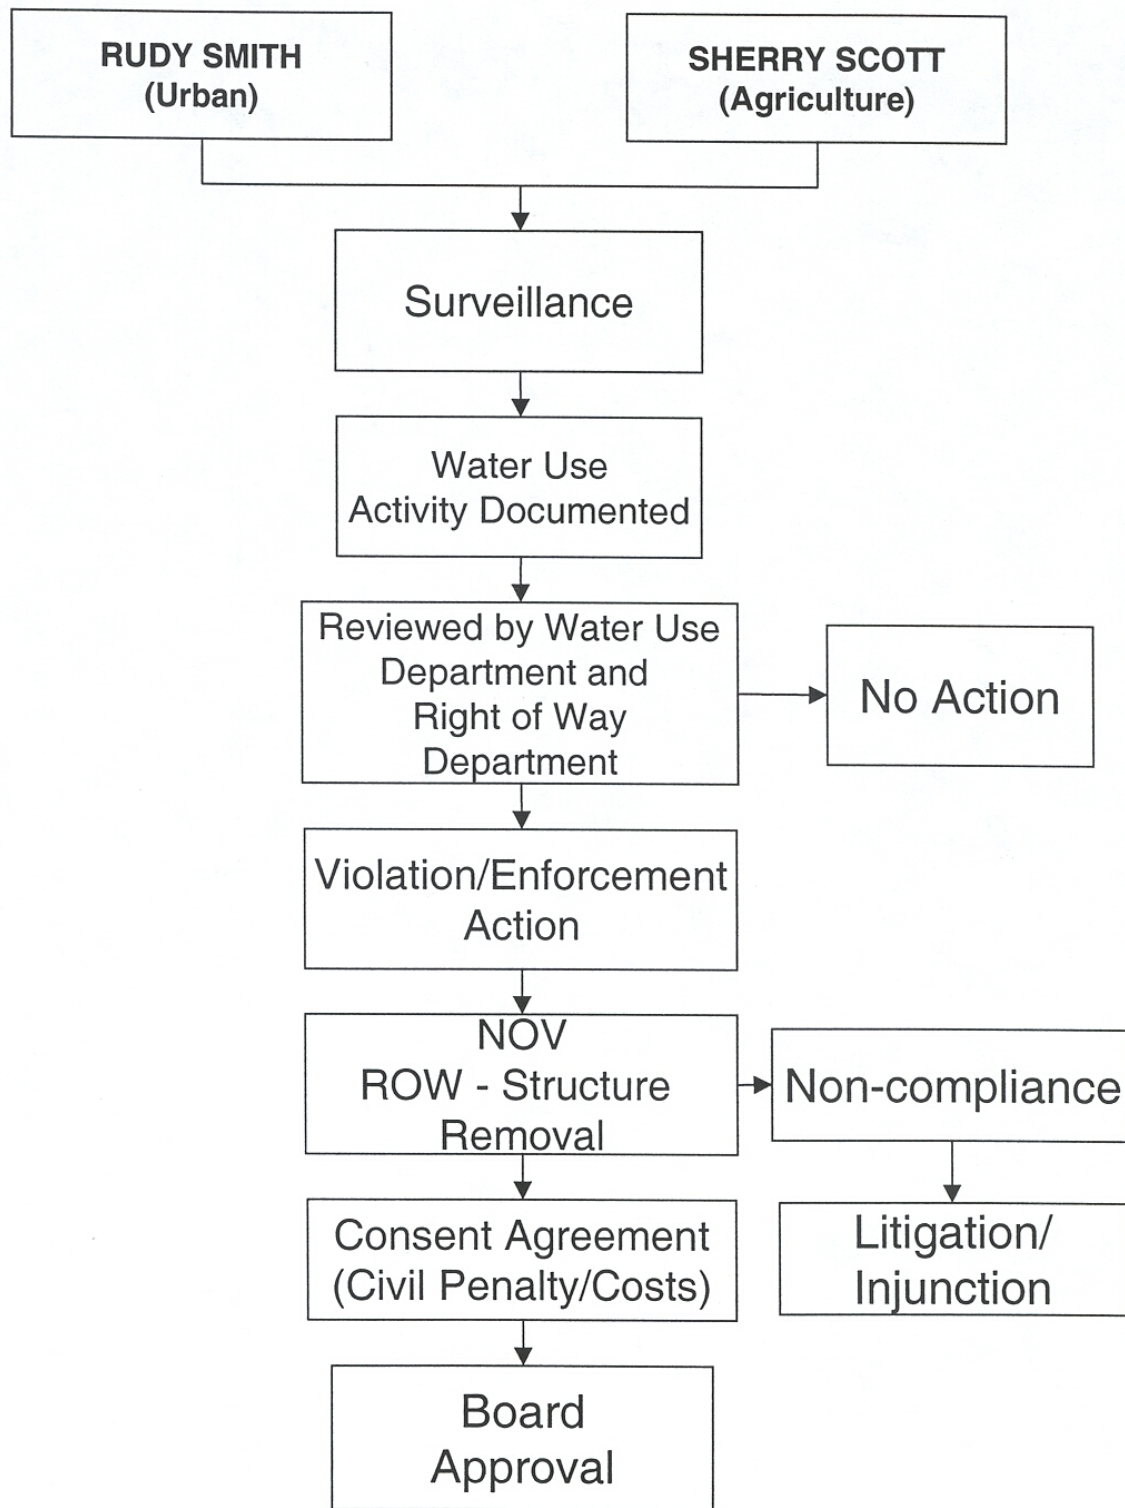 RUDY SMITH
(Urban)
SHERRY SCOTT
(Agriculture)
Surveillance
Water Use
Activity Documented
Reviewed by Water Use
Department and
Right of Way
Department
No Action
Violation/Enforcement
Action
NOV
ROW - Structure
Removal
Non-compliance
Consent Agreement
(Civil Penalty/Costs)
Litigation/
Injunction
Board
Approval